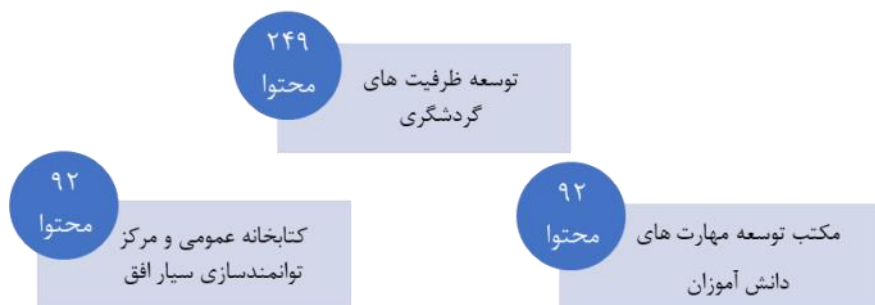 ۲۴۹
محتوا
توسعه ظرفیت های
گردشگری
۹۲
محتوا
مکتب توسعه مهارت های
دانش آموزان
۹۲
محتوا
کتابخانه عمومی و مرکز
توانمندسازی سیار افق